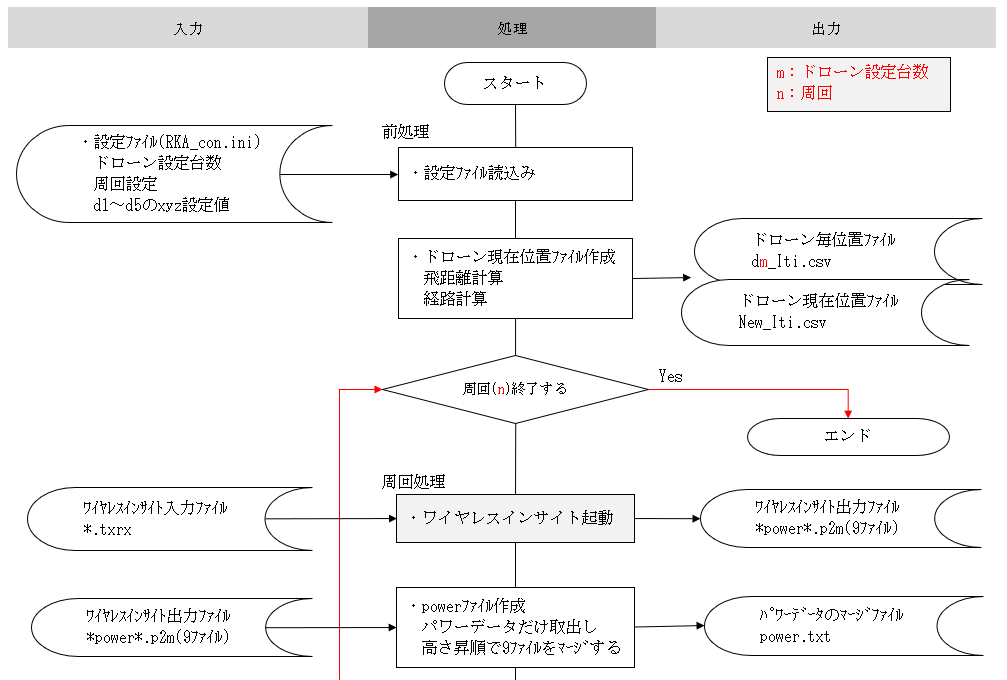 入力
処理
出力
スタート
m：ドローン設定台数
n：周回
前処理
・設定ﾌｧｲﾙ(RKA_con.ini)
ドローン設定台数
周回設定
d1～d5のxyz設定値
・設定ﾌｧｲﾙ読込み
・ドローン現在位置ﾌｧｲﾙ作成
飛距離計算
経路計算
ドローン毎位置ﾌｧｲﾙ
dm_Iti.csv
ドローン現在位置ﾌｧｲﾙ
New_Iti.csv
周回(n)終了する
Yes
エンド
周回処理
ﾜｲﾔﾚｽｲﾝｻｲﾄ入力ﾌｧｲﾙ
*.txrx
・ワイヤレスインサイト起動
ﾜｲﾔﾚｽｲﾝｻｲﾄ出力ﾌｧｲﾙ
*power*.p2m(9ﾌｧｲﾙ)
ﾜｲﾔﾚｽｲﾝｻｲﾄ出力ﾌｧｲﾙ
*power*.p2m(9ﾌｧｲﾙ)
・powerﾌｧｲﾙ作成
パワーデータだけ取出し
高さ昇順で9ﾌｧｲﾙをﾏｰｼﾞする
ﾊﾟﾜｰﾃﾞｰﾀのﾏｰｼﾞﾌｧｲﾙ
power.txt